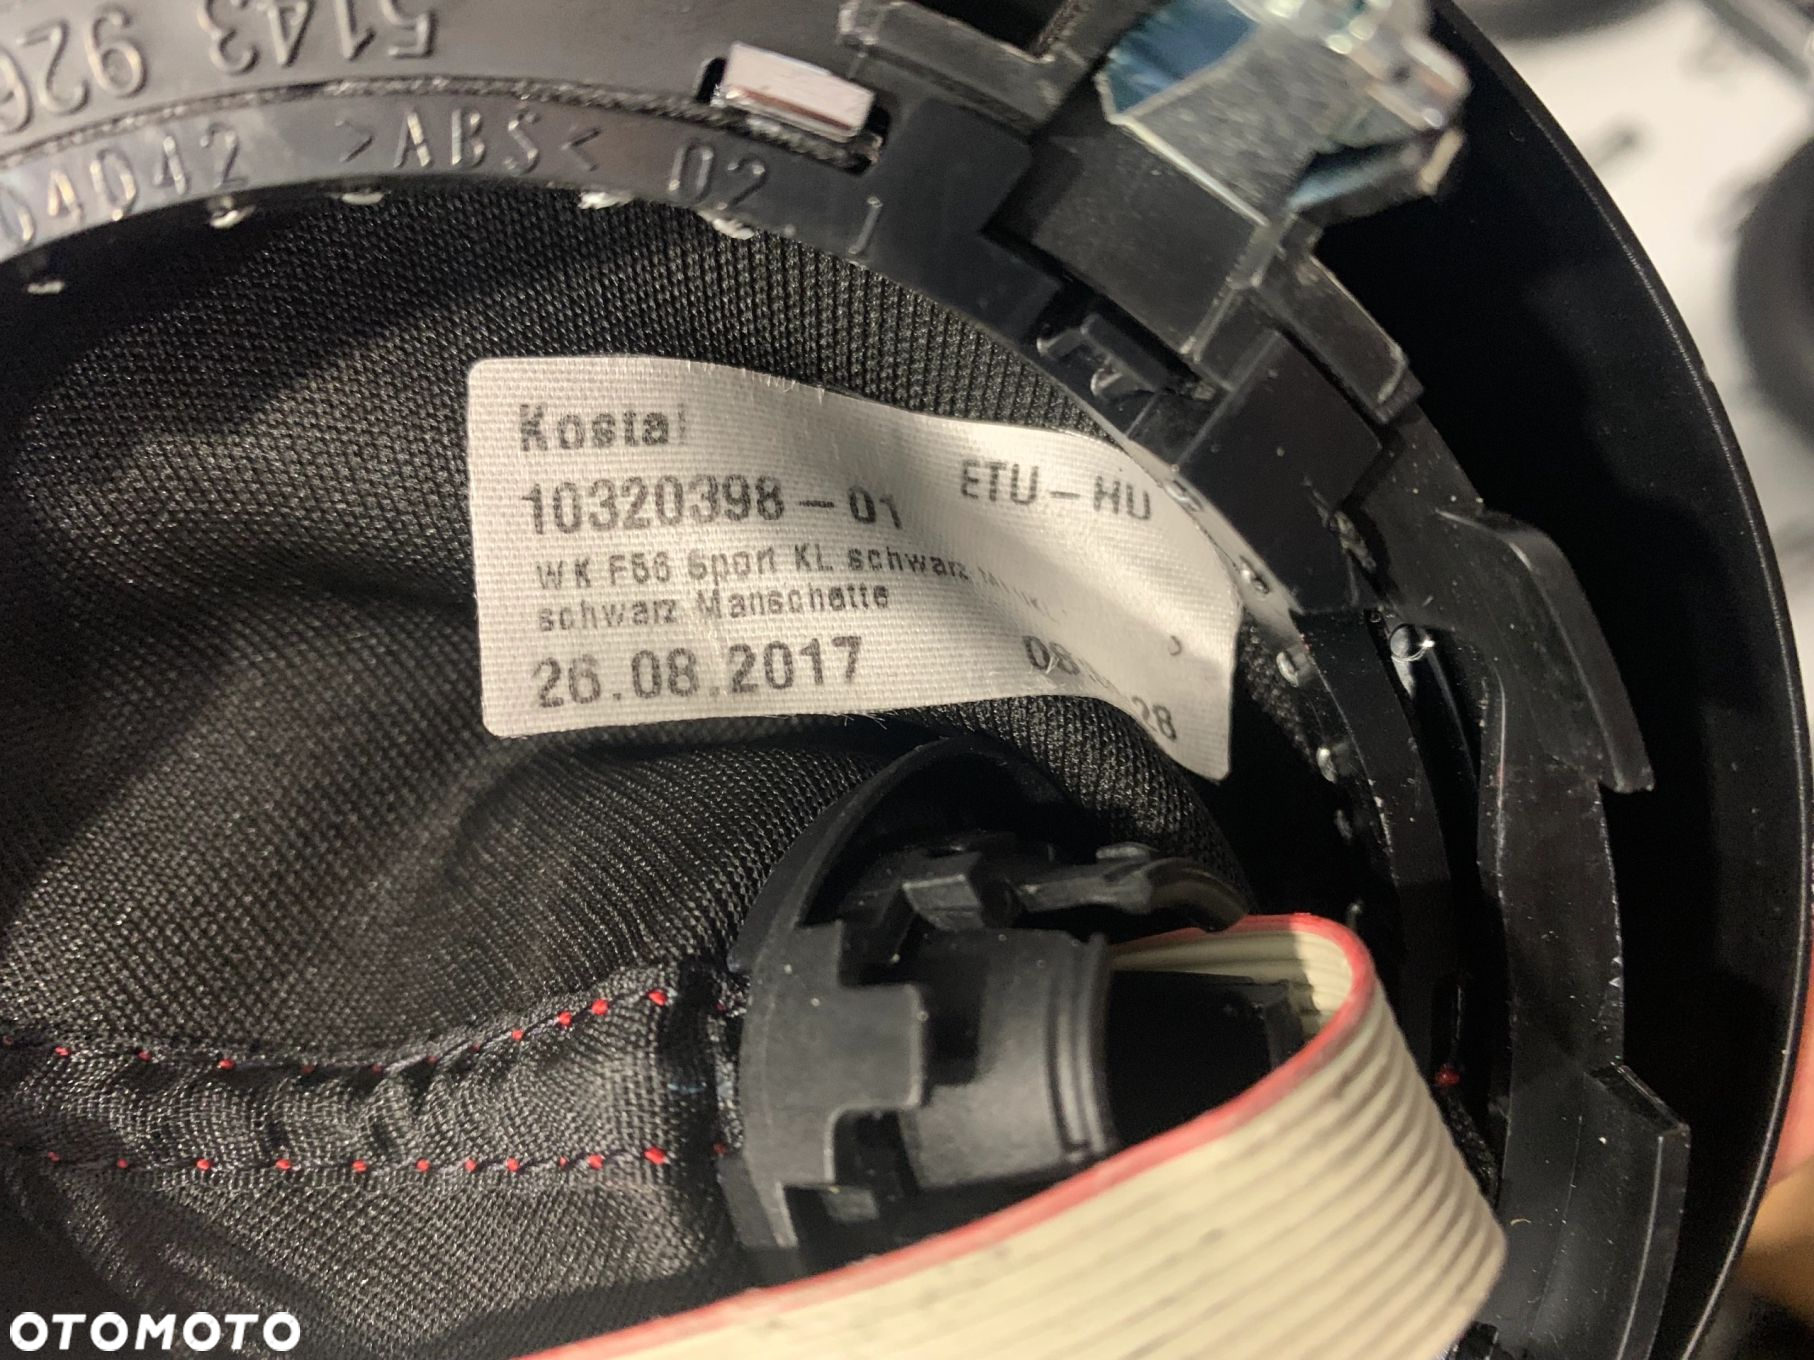 5143 926
04042 >ABS< 02
Kostal
10320398-01 ETU-HU
WK F56 Sport KL schwarz
schwarz Manschette
26.08.2017
28
OTOMOTO